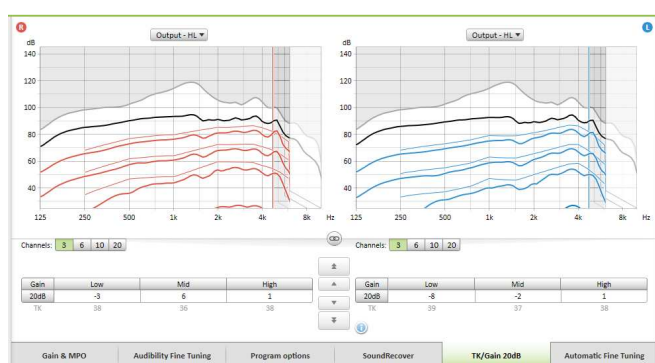 R
L
Output - HL ▼
Output - HL ▼
dB
140
120
100
80
60
40
125 250 500 1k 2k 4k 8k Hz
dB
140
120
100
80
60
40
125 250 500 1k 2k 4k 8k Hz
Channels: 3 6 10 20
Gain Low Mid High
20dB -3 6 1
TK 38 36 38
Channels: 3 6 10 20
Gain Low Mid High
20dB -8 -2 1
TK 39 37 38
Gain & MPO Audibility Fine Tuning Program options SoundRecover TK/Gain 20dB Automatic Fine Tuning